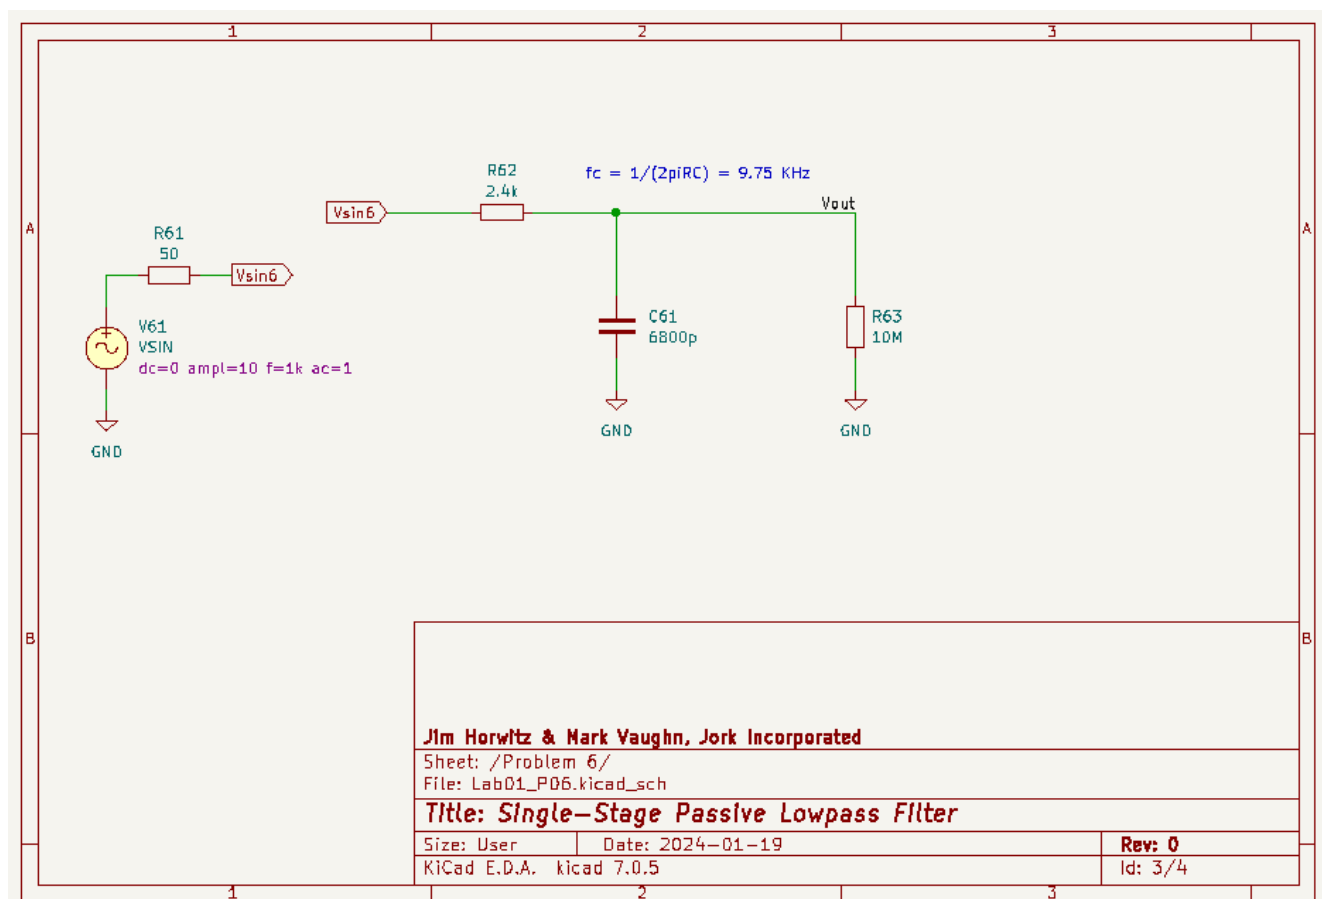 1 2 3
R62
2.4k
fc = 1/(2piRC) = 9.75 KHz
Vsin6
Vout
A A
R61
50
Vsin6
V61
VSIN
dc=0 ampl=10 f=1k ac=1
GND
C61
6800p
GND
R63
10M
GND
B B
Jim Horwitz & Mark Vaughn, Jork Incorporated
Sheet: /Problem 6/
File: Lab01_P06.kicad_sch
Title: Single-Stage Passive Lowpass Filter
Size: User Date: 2024-01-19 Rev: 0
KiCad E.D.A. kicad 7.0.5 Id: 3/4
1 2 3